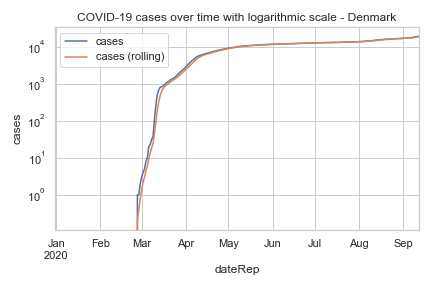 COVID-19 cases over time with logarithmic scale - Denmark
cases
cases (rolling)
10⁴
10³
10²
10¹
10⁰
cases
Jan
2020
Feb
Mar
Apr
May
Jun
Jul
Aug
Sep
dateRep